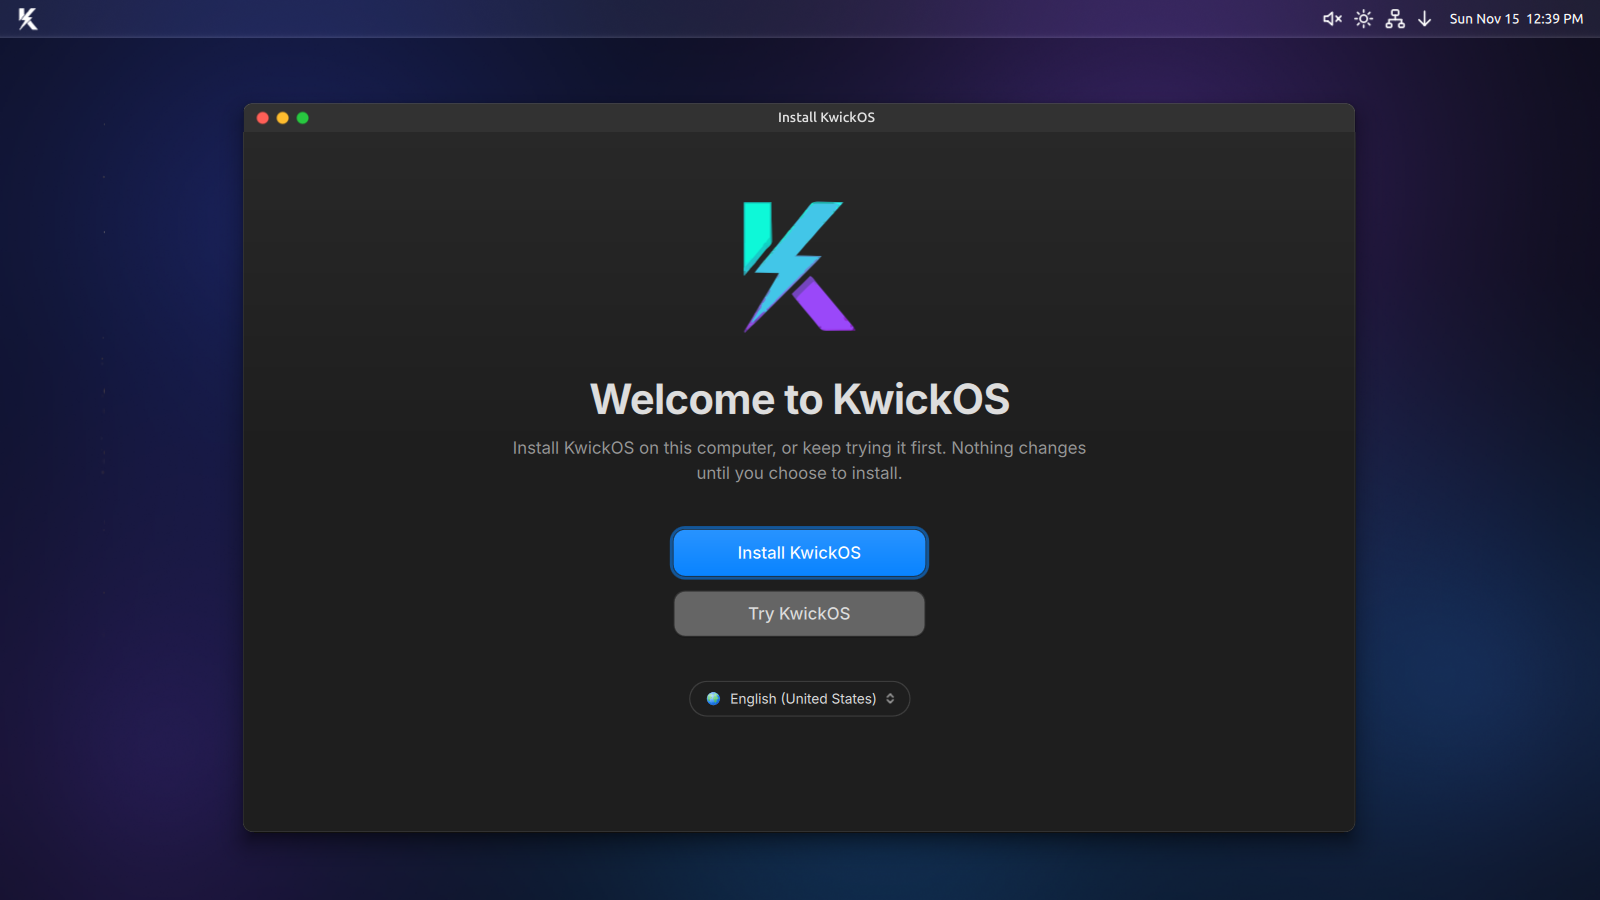 Sun Nov 15 12:39 PM
Install KwickOS
Welcome to KwickOS
Install KwickOS on this computer, or keep trying it first. Nothing changes
until you choose to install.
Install KwickOS
Try KwickOS
English (United States)